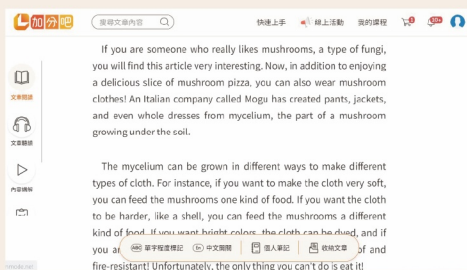 加分吧
搜尋文章內容
快速上手
線上活動
我的課程
文章閱讀
文章聽讀
內容講解
If you are someone who really likes mushrooms, a type of fungi,
you will find this article very interesting. Now, in addition to enjoying
a delicious slice of mushroom pizza, you can also wear mushroom
clothes! An Italian company called Mogu has created pants, jackets,
and even whole dresses from mycelium, the part of a mushroom
growing under the soil.
The mycelium can be grown in different ways to make different
types of cloth. For instance, if you want to make the cloth very soft,
you can feed the mushrooms one kind of food. If you want the cloth
to be harder, like a shell, you can feed the mushrooms a different
kind of food. If you want bright colors, the cloth can be dyed, and if
you
of and
fire-resistant! Unfortunately, the only thing you can't do is eat it!
ABC 單字程度標記
En 中文開關
個人筆記
收納文章